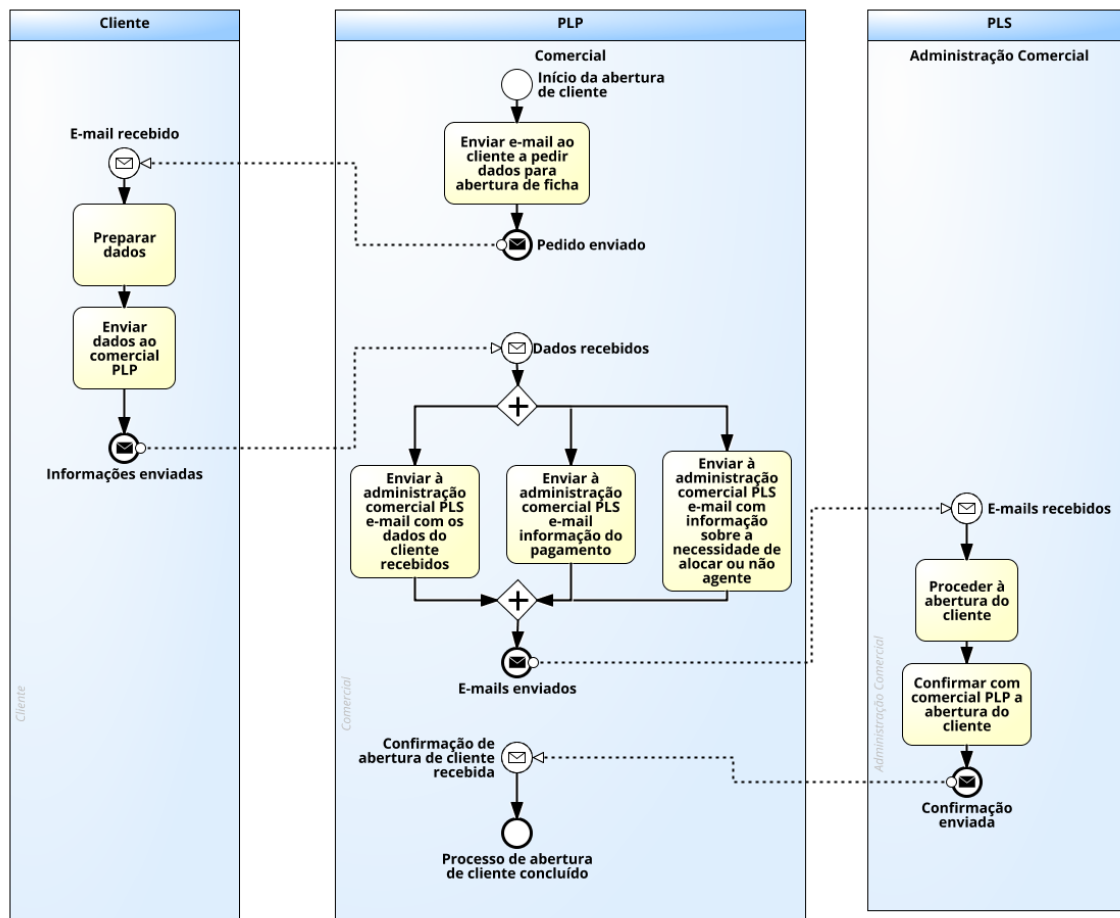 Cliente
PLP
PLS
Comercial
Administração Comercial
Início da abertura
de cliente
Enviar e-mail ao
cliente a pedir
dados para
abertura de ficha
Pedido enviado
E-mail recebido
Preparar
dados
Enviar
dados ao
comercial
PLP
Informações enviadas
Dados recebidos
Enviar à
administração
comercial PLS
e-mail com os
dados do
cliente
recebidos
Enviar à
administração
comercial PLS
e-mail
informação do
pagamento
Enviar à
administração
comercial PLS
e-mail com
informação
sobre a
necessidade de
alocar ou não
agente
E-mails enviados
E-mails recebidos
Proceder à
abertura do
cliente
Confirmar com
comercial PLP a
abertura do
cliente
Confirmação
enviada
Confirmação de
abertura de cliente
recebida
Processo de abertura
de cliente concluído
Cliente
Comercial
Administração Comercial